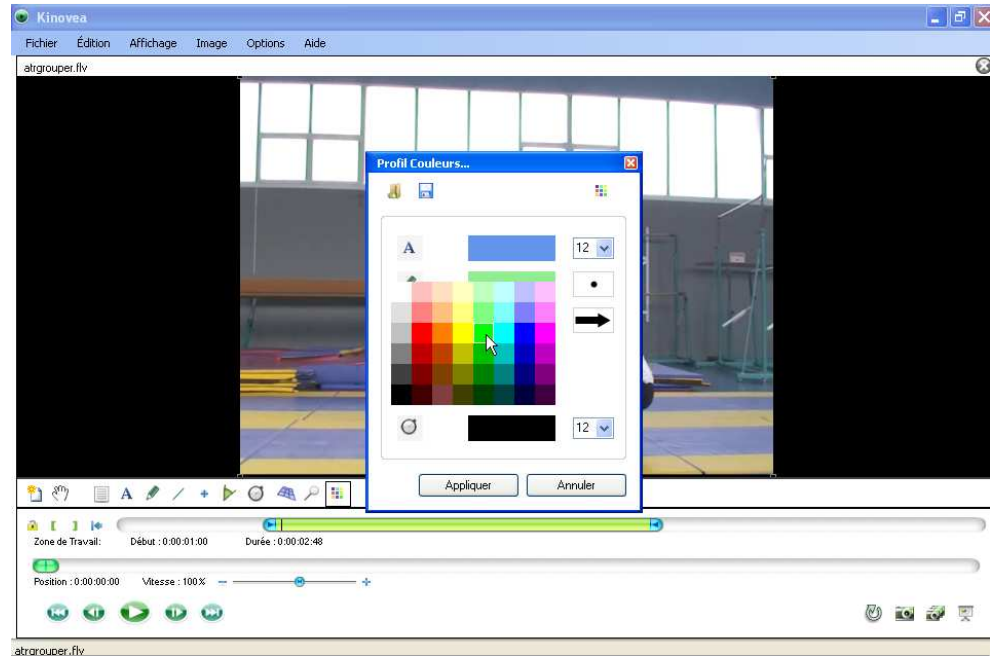 Kinovea
Fichier Édition Affichage Image Options Aide
atrgrouper.flv
Profil Couleurs...
A 12
12
Appliquer Annuler
A
Zone de Travail: Début : 0:00:01:00 Durée : 0:00:02:48
Position : 0:00:00:00 Vitesse : 100% − +
atrgrouper.flv